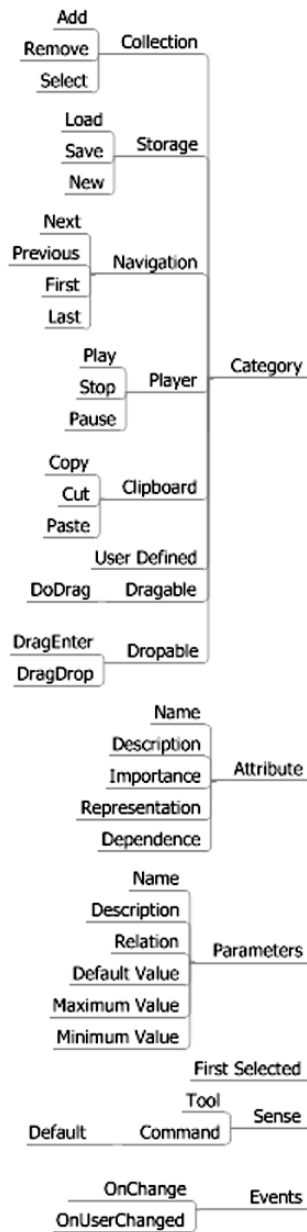 Add
Remove
Select
Collection
Load
Save
New
Storage
Next
Previous
First
Last
Navigation
Play
Stop
Pause
Player
Category
Copy
Cut
Paste
Clipboard
User Defined
DoDrag
Dragable
DragEnter
DragDrop
Dropable
Name
Description
Importance
Representation
Dependence
Attribute
Name
Description
Relation
Default Value
Maximum Value
Minimum Value
Parameters
First Selected
Tool
Default
Command
Sense
OnChange
OnUserChanged
Events